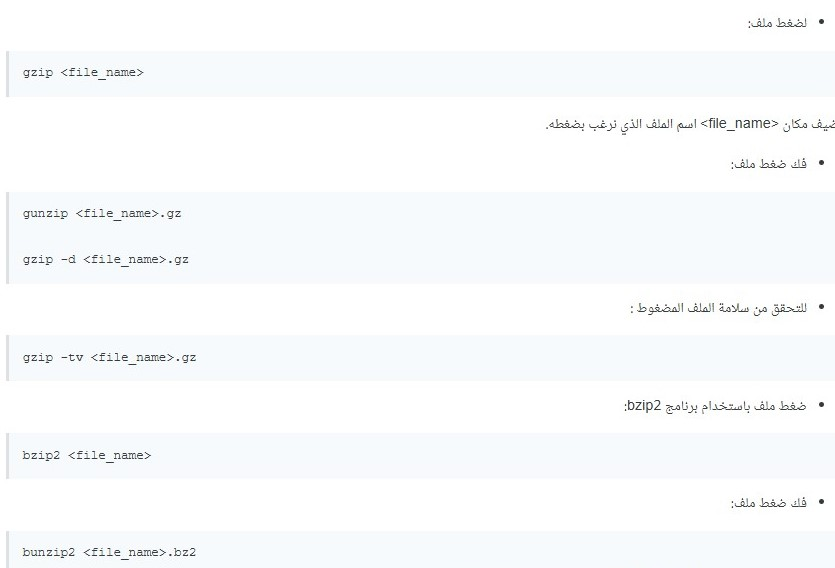 • لضغط ملف:
gzip <file_name>
مكان <file_name> اسم الملف الذي نرغب بضغطه.
• فك ضغط ملف:
gunzip <file_name>.gz
gzip -d <file_name>.gz
• للتحقق من سلامة الملف المضغوط :
gzip -tv <file_name>.gz
• ضغط ملف باستخدام برنامج bzip2:
bzip2 <file_name>
• فك ضغط ملف:
bunzip2 <file_name>.bz2